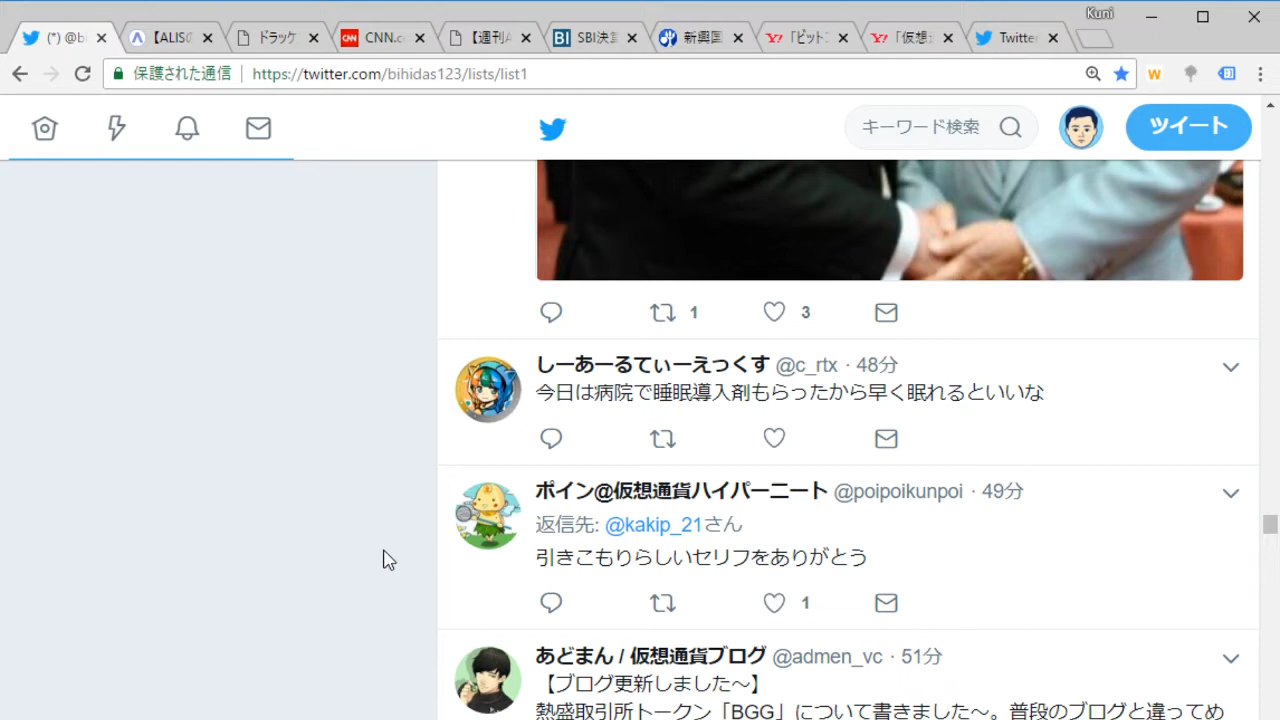 Kuni
(*) @b
【ALIS
ドラッケ
CNN
CNN.c
【週刊
BI
SBI決
新興国
Y!
「ビット
Y!
「仮想
Twitte
保護された通信
https://twitter.com/bihidas123/lists/list1
キーワード検索
ツイート
1
3
しーあーるてぃーえっくす @c_rtx · 48分
今日は病院で睡眠導入剤もらったから早く眠れるといいな
ポイン@仮想通貨ハイパーニート @poipoikunpoi · 49分
返信先: @kakip_21さん
引きこもりらしいセリフをありがとう
1
あどまん / 仮想通貨ブログ @admen_vc · 51分
【ブログ更新しました〜】
熱盛取引所トークン「BGG」について書きました〜。普段のブログと違ってめ